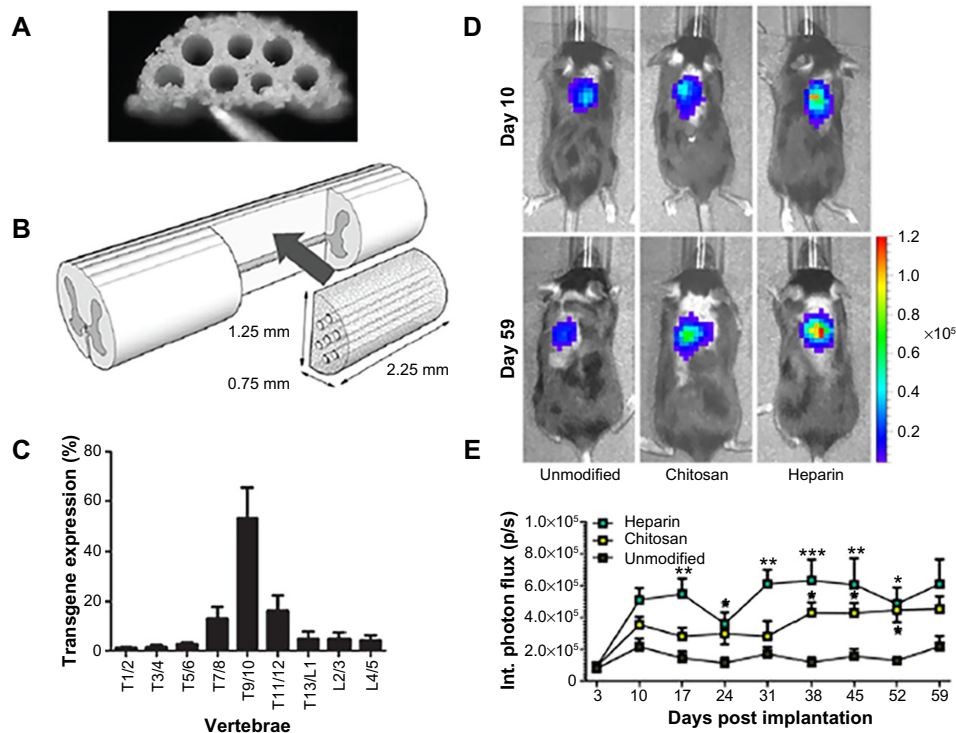 A
B
1.25 mm
0.75 mm
2.25 mm
C
Transgene expression (%)
80
60
40
20
0
T1/2
T3/4
T5/6
T7/8
T9/10
T11/12
T13/L1
L2/3
L4/5
Vertebrae
D
Day 10
Day 59
1.2
1.0
0.8
×10⁵
0.6
0.4
0.2
Unmodified
Chitosan
Heparin
E
Int. photon flux (p/s)
1.0×10⁵
8.0×10⁵
6.0×10⁵
4.0×10⁵
2.0×10⁵
0
Heparin
Chitosan
Unmodified
** * ** *** ** *
* * *
3 10 17 24 31 38 45 52 59
Days post implantation